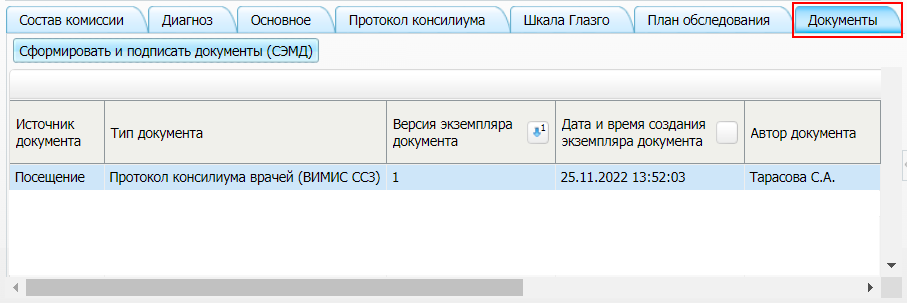 Состав комиссии Диагноз Основное Протокол консилиума Шкала Глазго План обследования Документы
Сформировать и подписать документы (СЭМД)
Источник документа
Тип документа
Версия экземпляра документа 1
Дата и время создания экземпляра документа
Автор документа
Посещение Протокол консилиума врачей (ВИМИС ССЗ) 1 25.11.2022 13:52:03 Тарасова С.А.